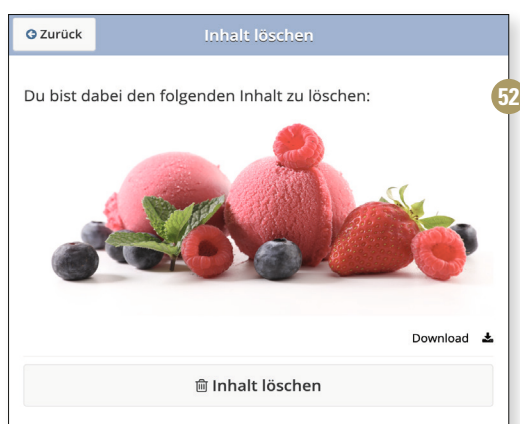 Zurück
Inhalt löschen
Du bist dabei den folgenden Inhalt zu löschen:
52
Download
Inhalt löschen